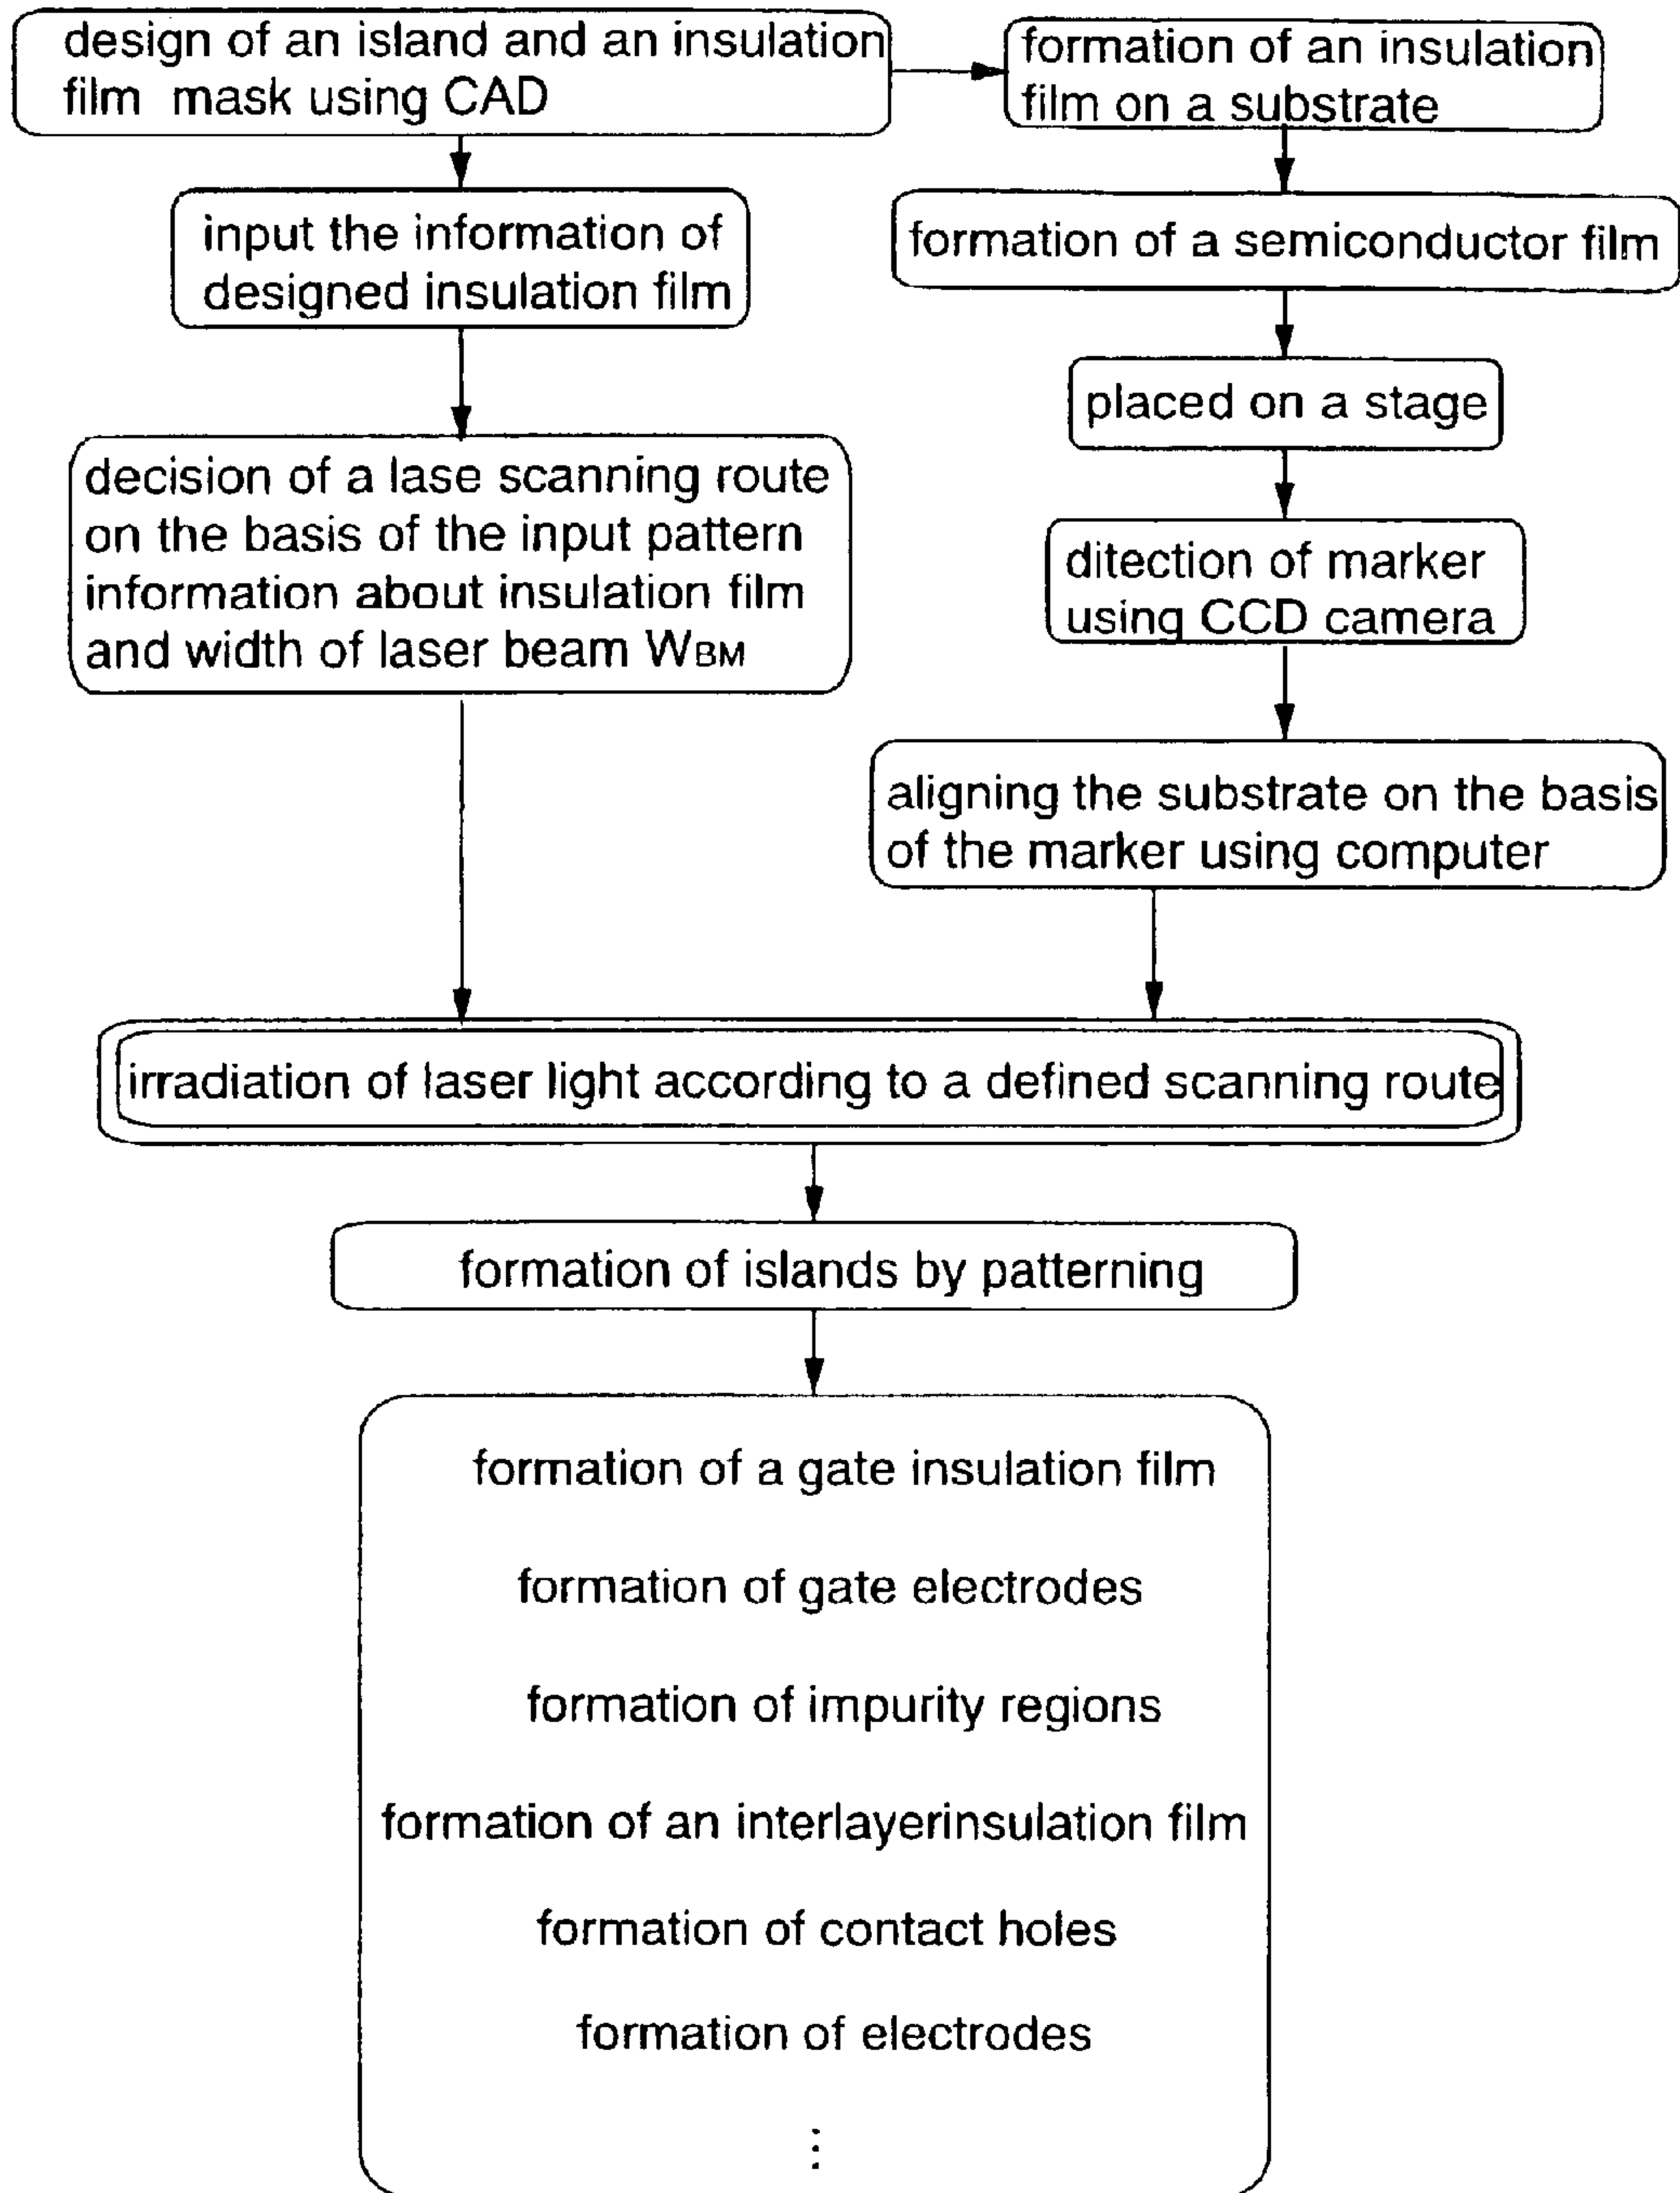 design of an island and an insulation
film mask using CAD
formation of an insulation
film on a substrate
input the information of
designed insulation film
formation of a semiconductor film
placed on a stage
decision of a lase scanning route
on the basis of the input pattern
information about insulation film
and width of laser beam WBM
ditection of marker
using CCD camera
aligning the substrate on the basis
of the marker using computer
irradiation of laser light according to a defined scanning route
formation of islands by patterning
formation of a gate insulation film
formation of gate electrodes
formation of impurity regions
formation of an interlayerinsulation film
formation of contact holes
formation of electrodes
⋮